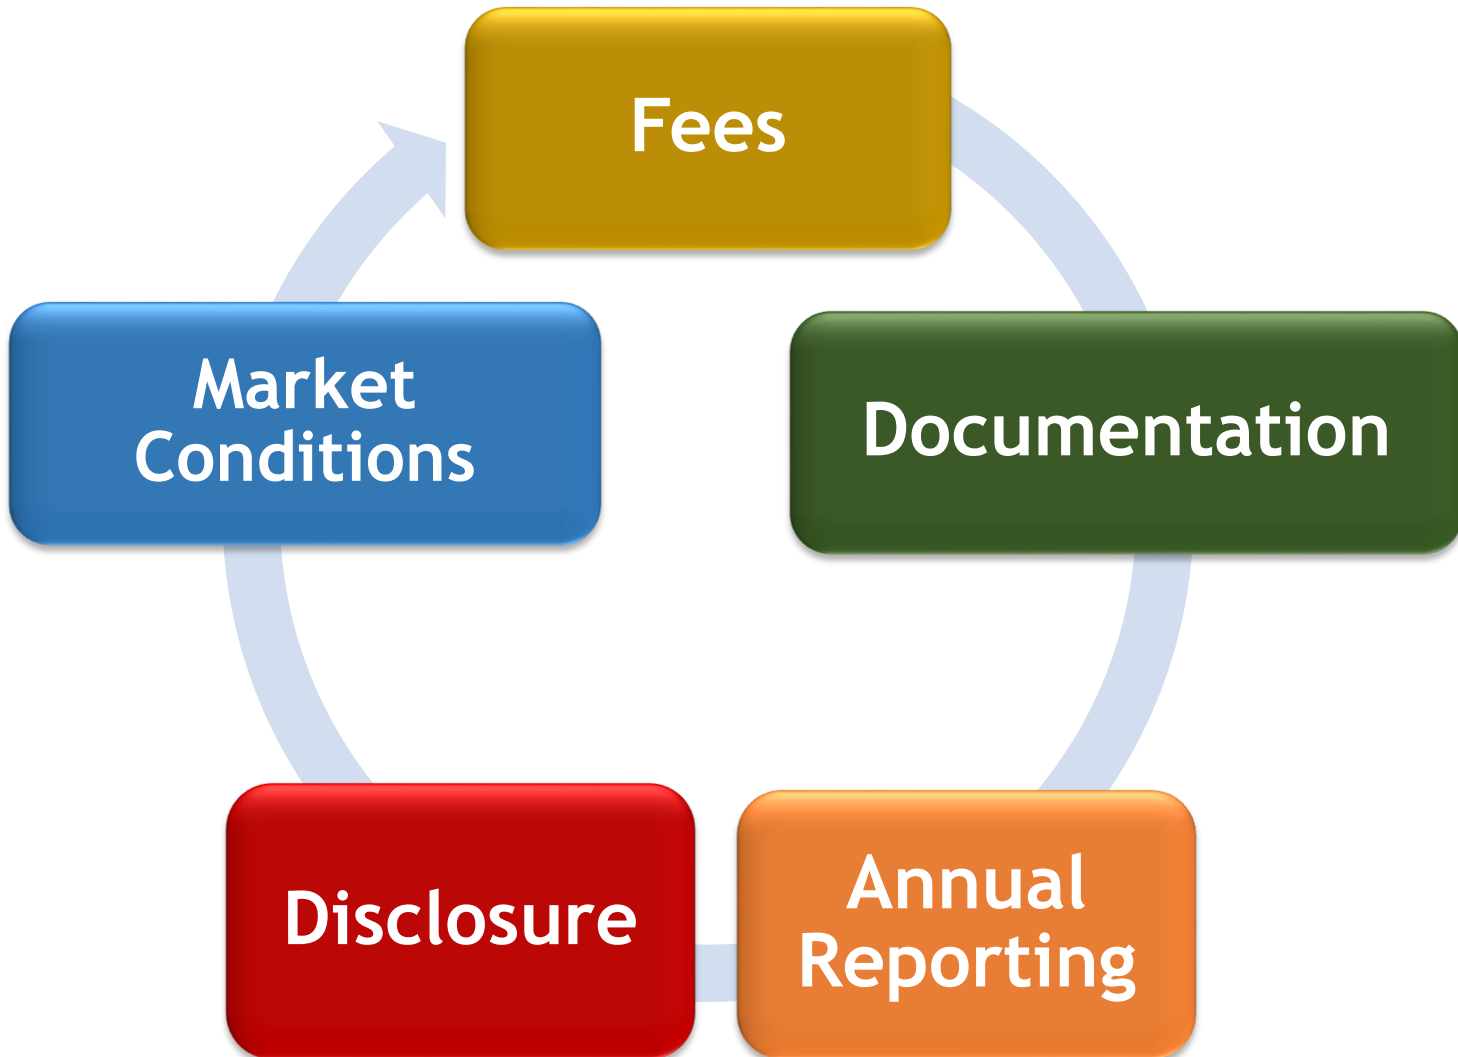 Fees
Market
Conditions
Documentation
Disclosure
Annual
Reporting